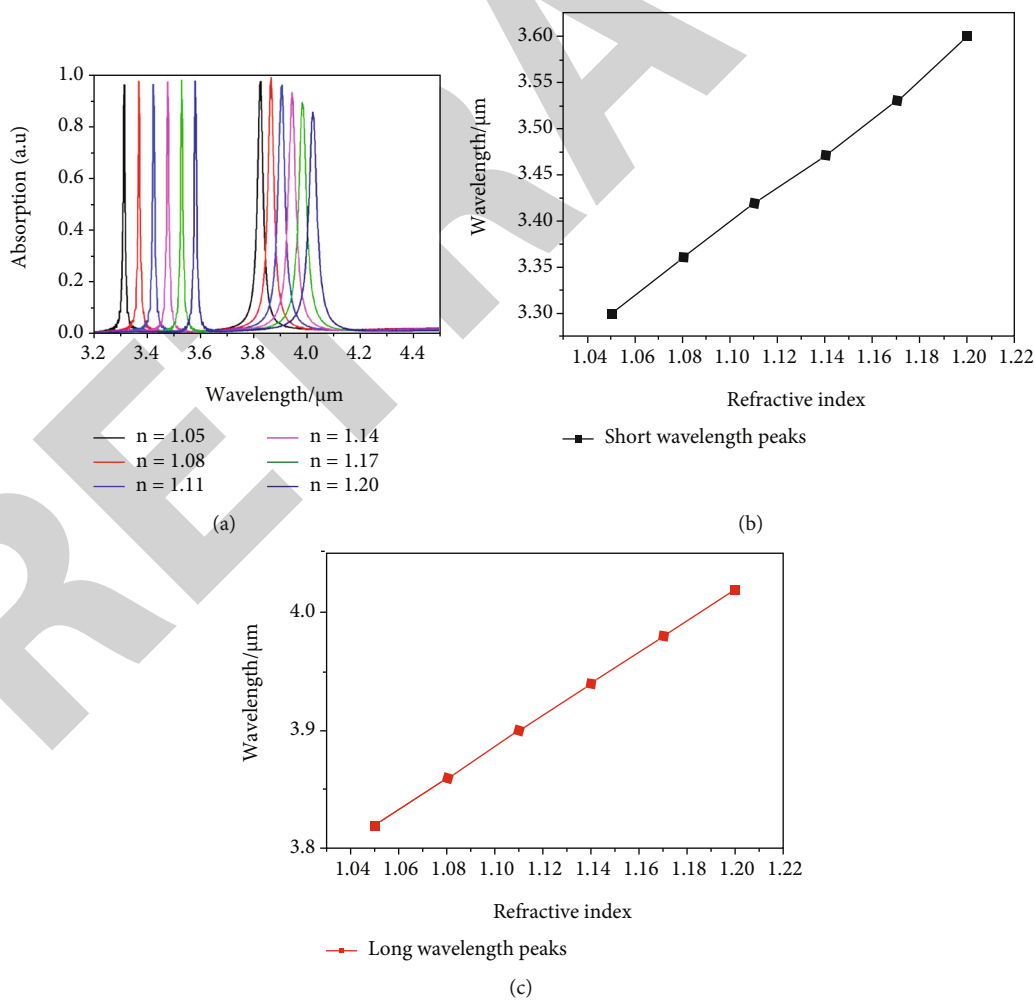 1.0
0.8
0.6
0.4
0.2
0.0
Absorption (a.u)
3.2 3.4 3.6 3.8 4.0 4.2 4.4
Wavelength/μm
n = 1.05
n = 1.08
n = 1.11
n = 1.14
n = 1.17
n = 1.20
(a)
3.60
3.55
3.50
3.45
3.40
3.35
3.30
Wavelength/μm
1.04 1.06 1.08 1.10 1.12 1.14 1.16 1.18 1.20 1.22
Refractive index
Short wavelength peaks
(b)
4.0
3.9
3.8
Wavelength/μm
1.04 1.06 1.08 1.10 1.12 1.14 1.16 1.18 1.20 1.22
Refractive index
Long wavelength peaks
(c)